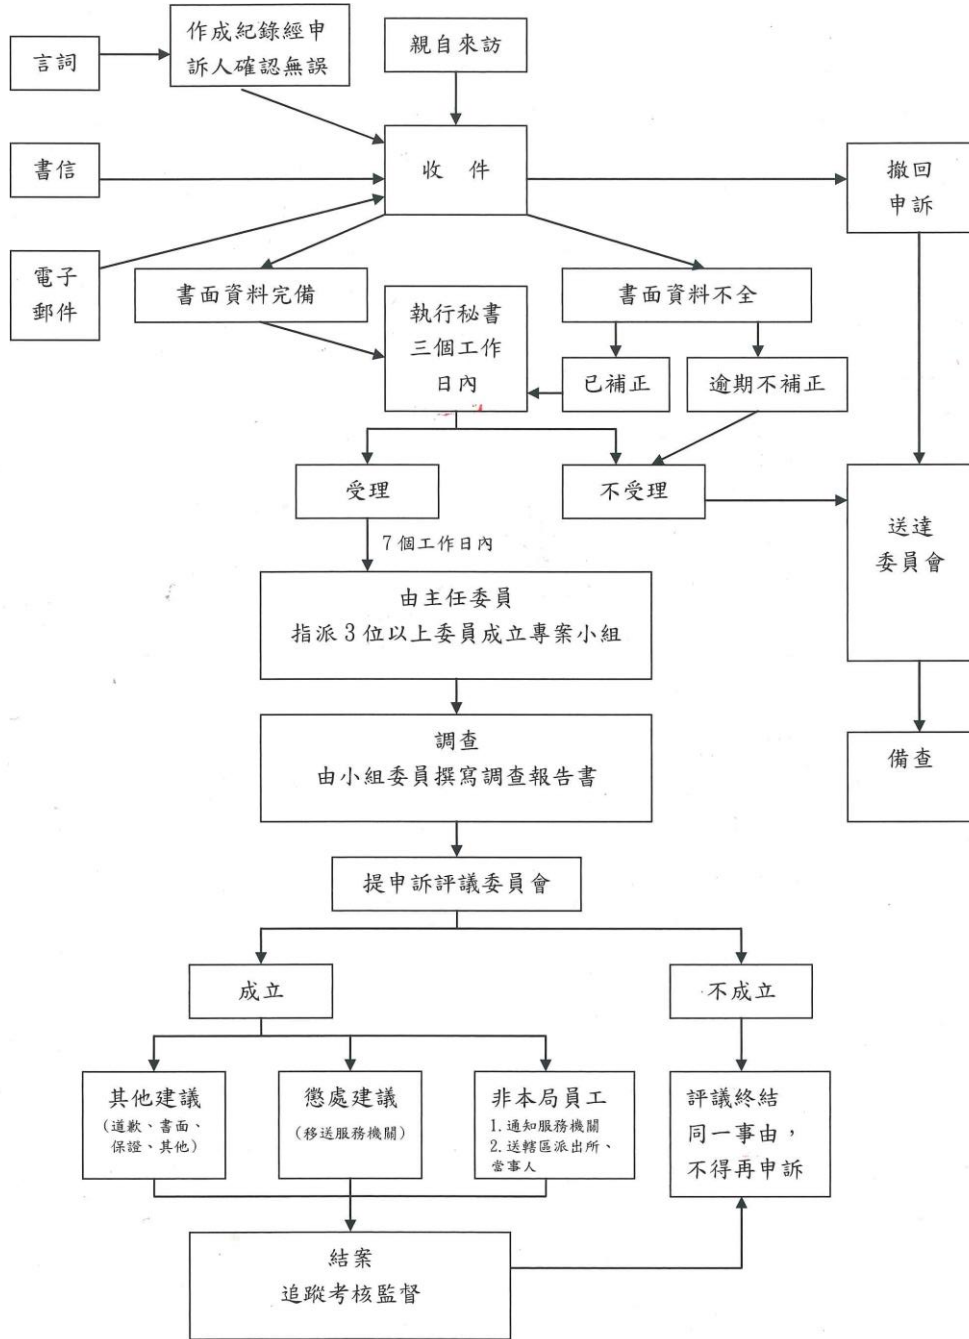 作成紀錄經申
訴人確認無誤
親自來訪
言詞
收　件
書信
撤回
申訴
電子
郵件
書面資料完備
書面資料不全
執行秘書
三個工作
日內
已補正
逾期不補正
受理
不受理
送達
委員會
7個工作日內
由主任委員
指派3位以上委員成立專案小組
調查
由小組委員撰寫調查報告書
備查
提申訴評議委員會
成立
不成立
其他建議
(道歉、書面、
保證、其他)
懲處建議
(移送服務機關)
非本局員工
1.通知服務機關
2.送轄區派出所、
當事人
評議終結
同一事由，
不得再申訴
結案
追蹤考核監督